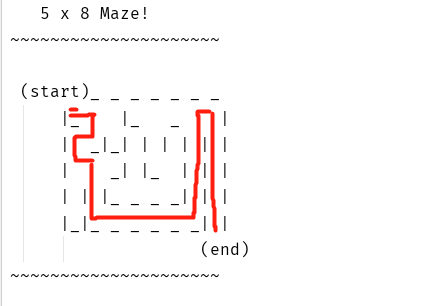 5 x 8 Maze!
~~~~~~~~~~~~~~~~~~~~~
(start)_ _ _ _ _ _ _
|_    |_   _    |
|  _|_| | | | | |
|    _| |_  | | |
| | |_ _ _ _| | |
|_|_ _ _ _ _ _| |
(end)
~~~~~~~~~~~~~~~~~~~~~